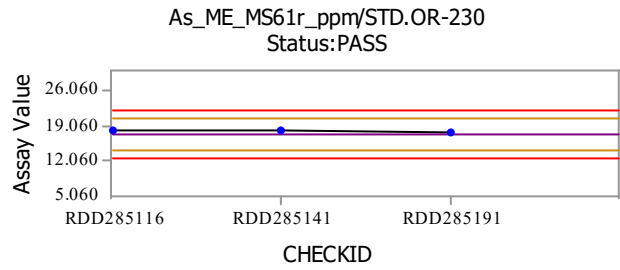 As_ME_MS61r_ppm/STD.OR-230
Status:PASS
Assay Value
26.060
19.060
12.060
5.060
RDD285116 RDD285141 RDD285191
CHECKID